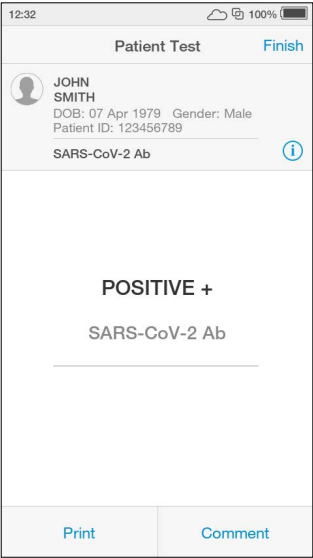 12:32 100%
Patient Test Finish
JOHN
SMITH
DOB: 07 Apr 1979 Gender: Male
Patient ID: 123456789
SARS-CoV-2 Ab i
POSITIVE +
SARS-CoV-2 Ab
Print Comment